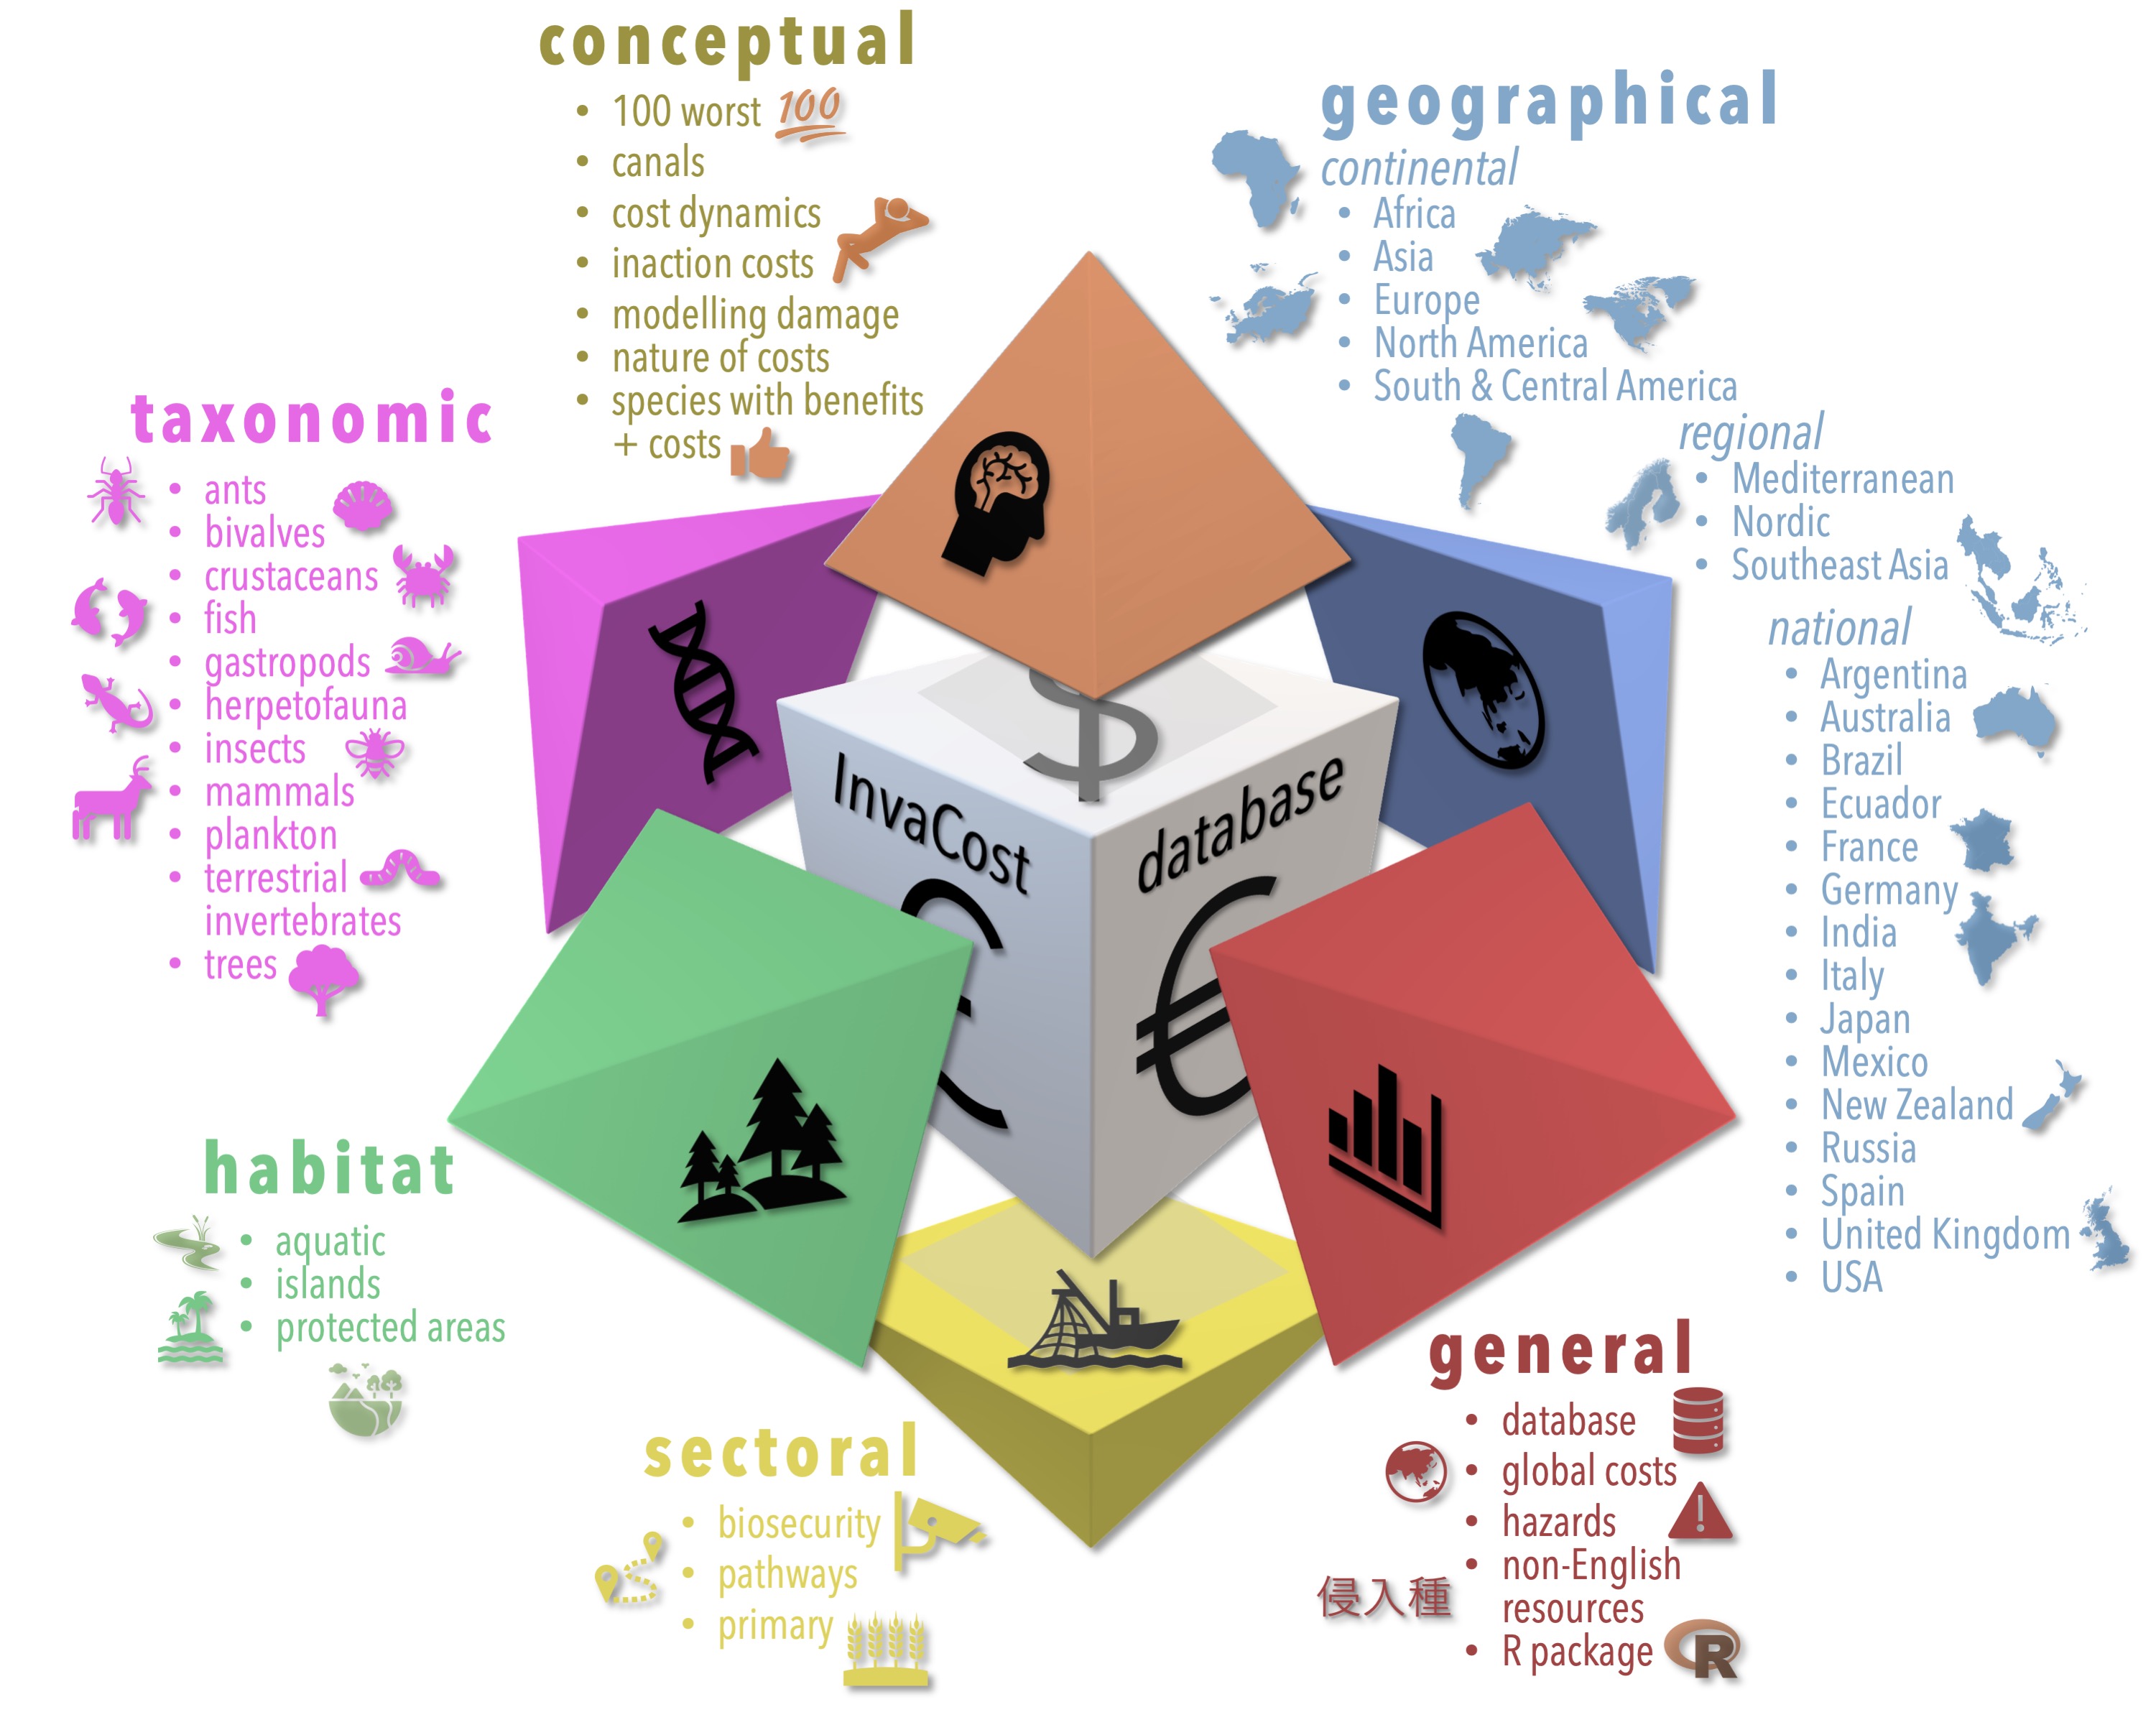 conceptual
• 100 worst 100
• canals
• cost dynamics
• inaction costs
• modelling damage
• nature of costs
• species with benefits
+ costs
geographical
continental
• Africa
• Asia
• Europe
• North America
• South & Central America
regional
• Mediterranean
• Nordic
• Southeast Asia
national
• Argentina
• Australia
• Brazil
• Ecuador
• France
• Germany
• India
• Italy
• Japan
• Mexico
• New Zealand
• Russia
• Spain
• United Kingdom
• USA
taxonomic
• ants
• bivalves
• crustaceans
• fish
• gastropods
• herpetofauna
• insects
• mammals
• plankton
• terrestrial
invertebrates
• trees
$
InvaCost
database
€
habitat
• aquatic
• islands
• protected areas
sectoral
• biosecurity
• pathways
• primary
general
• database
• global costs
• hazards
• non-English
resources
侵入種
• R package
R